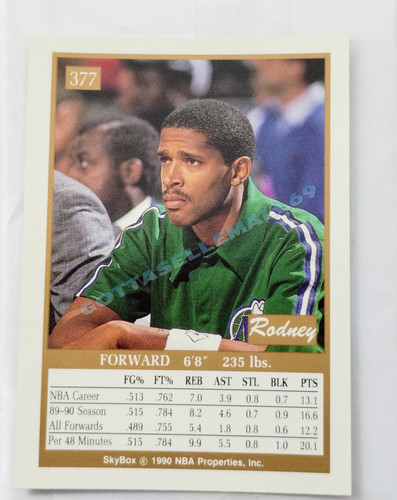 377
COTTASELLEMALL69
Rodney
FORWARD 6'8" 235 lbs.
FG% FT% REB AST STL BLK PTS
NBA Career .513 .762 7.0 3.9 0.8 0.7 13.1
89-90 Season .515 .784 8.2 4.6 0.7 0.9 16.6
All Forwards .489 .755 5.4 1.8 0.8 0.6 12.2
Per 48 Minutes .515 .784 9.9 5.5 0.8 1.0 20.1
SkyBox © 1990 NBA Properties, Inc.